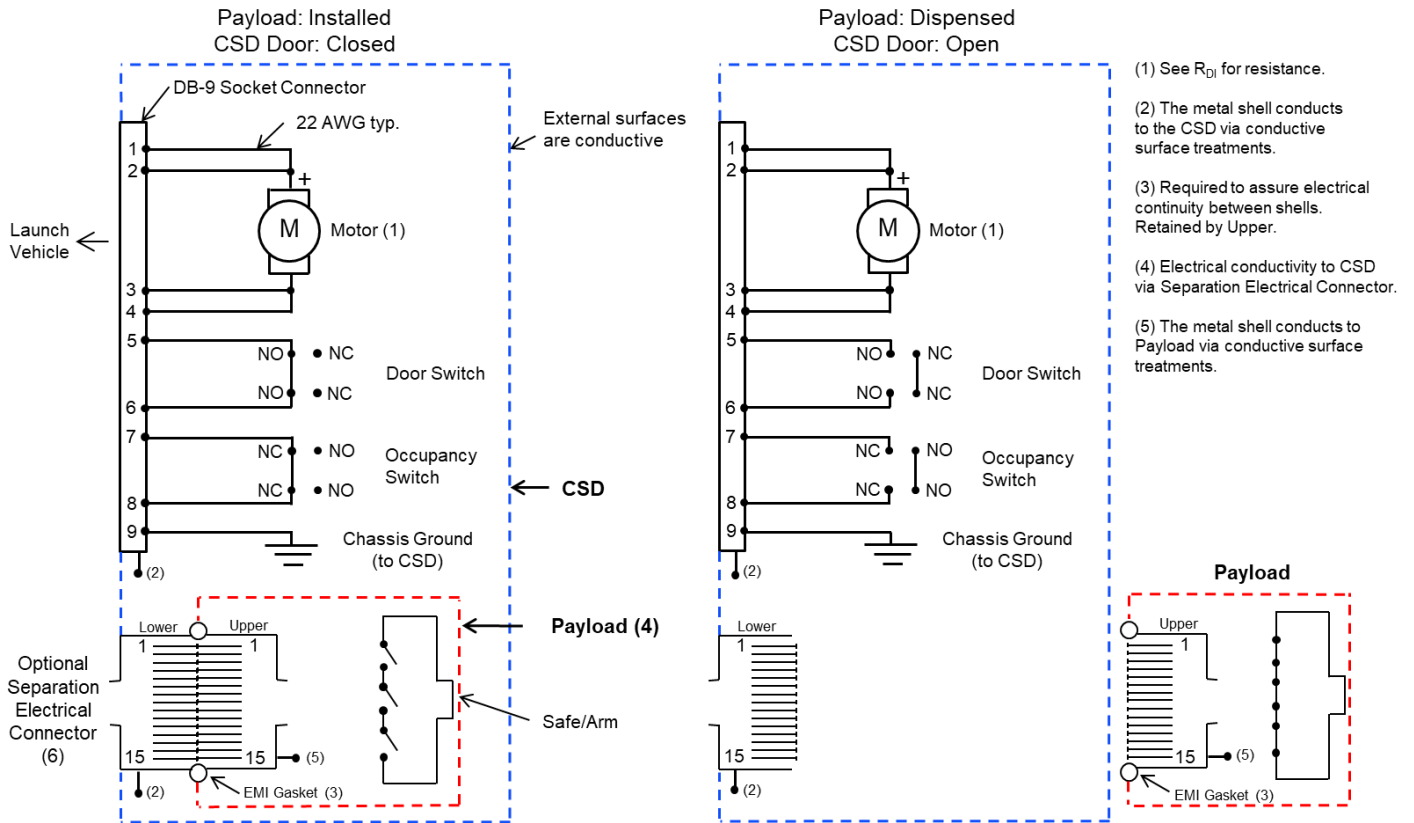 Payload: Installed
CSD Door: Closed
DB-9 Socket Connector
22 AWG typ.
External surfaces
are conductive
1
2
+
M
Motor (1)
Launch
Vehicle
3
4
5
NO
NC
Door Switch
NO
NC
6
7
NC
NO
Occupancy
Switch
NC
NO
8
CSD
9
Chassis Ground
(to CSD)
(2)
Lower
Upper
1
1
Payload (4)
Optional
Separation
Electrical
Connector
(6)
Safe/Arm
15
15
(5)
(2)
EMI Gasket (3)
Payload: Dispensed
CSD Door: Open
1
2
+
M
Motor (1)
3
4
5
NO
NC
Door Switch
NO
NC
6
7
NC
NO
Occupancy
Switch
NC
NO
8
9
Chassis Ground
(to CSD)
(2)
Lower
1
15
(2)
Payload
Upper
1
15
(5)
EMI Gasket (3)
(1) See RDI for resistance.
(2) The metal shell conducts
to the CSD via conductive
surface treatments.
(3) Required to assure electrical
continuity between shells.
Retained by Upper.
(4) Electrical conductivity to CSD
via Separation Electrical Connector.
(5) The metal shell conducts to
Payload via conductive surface
treatments.